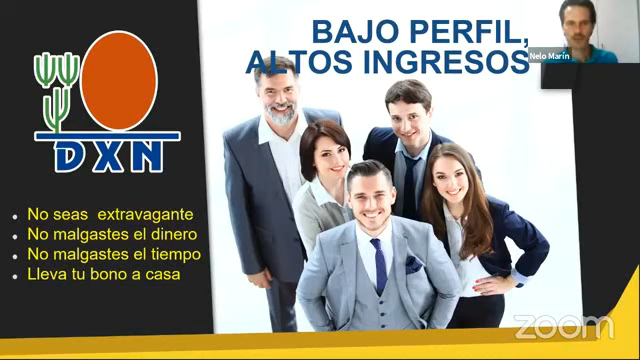 BAJO PERFIL,
ALTOS INGRESOS
Nelo Marín
DXN
No seas extravagante
No malgastes el dinero
No malgastes el tiempo
Lleva tu bono a casa
zoom